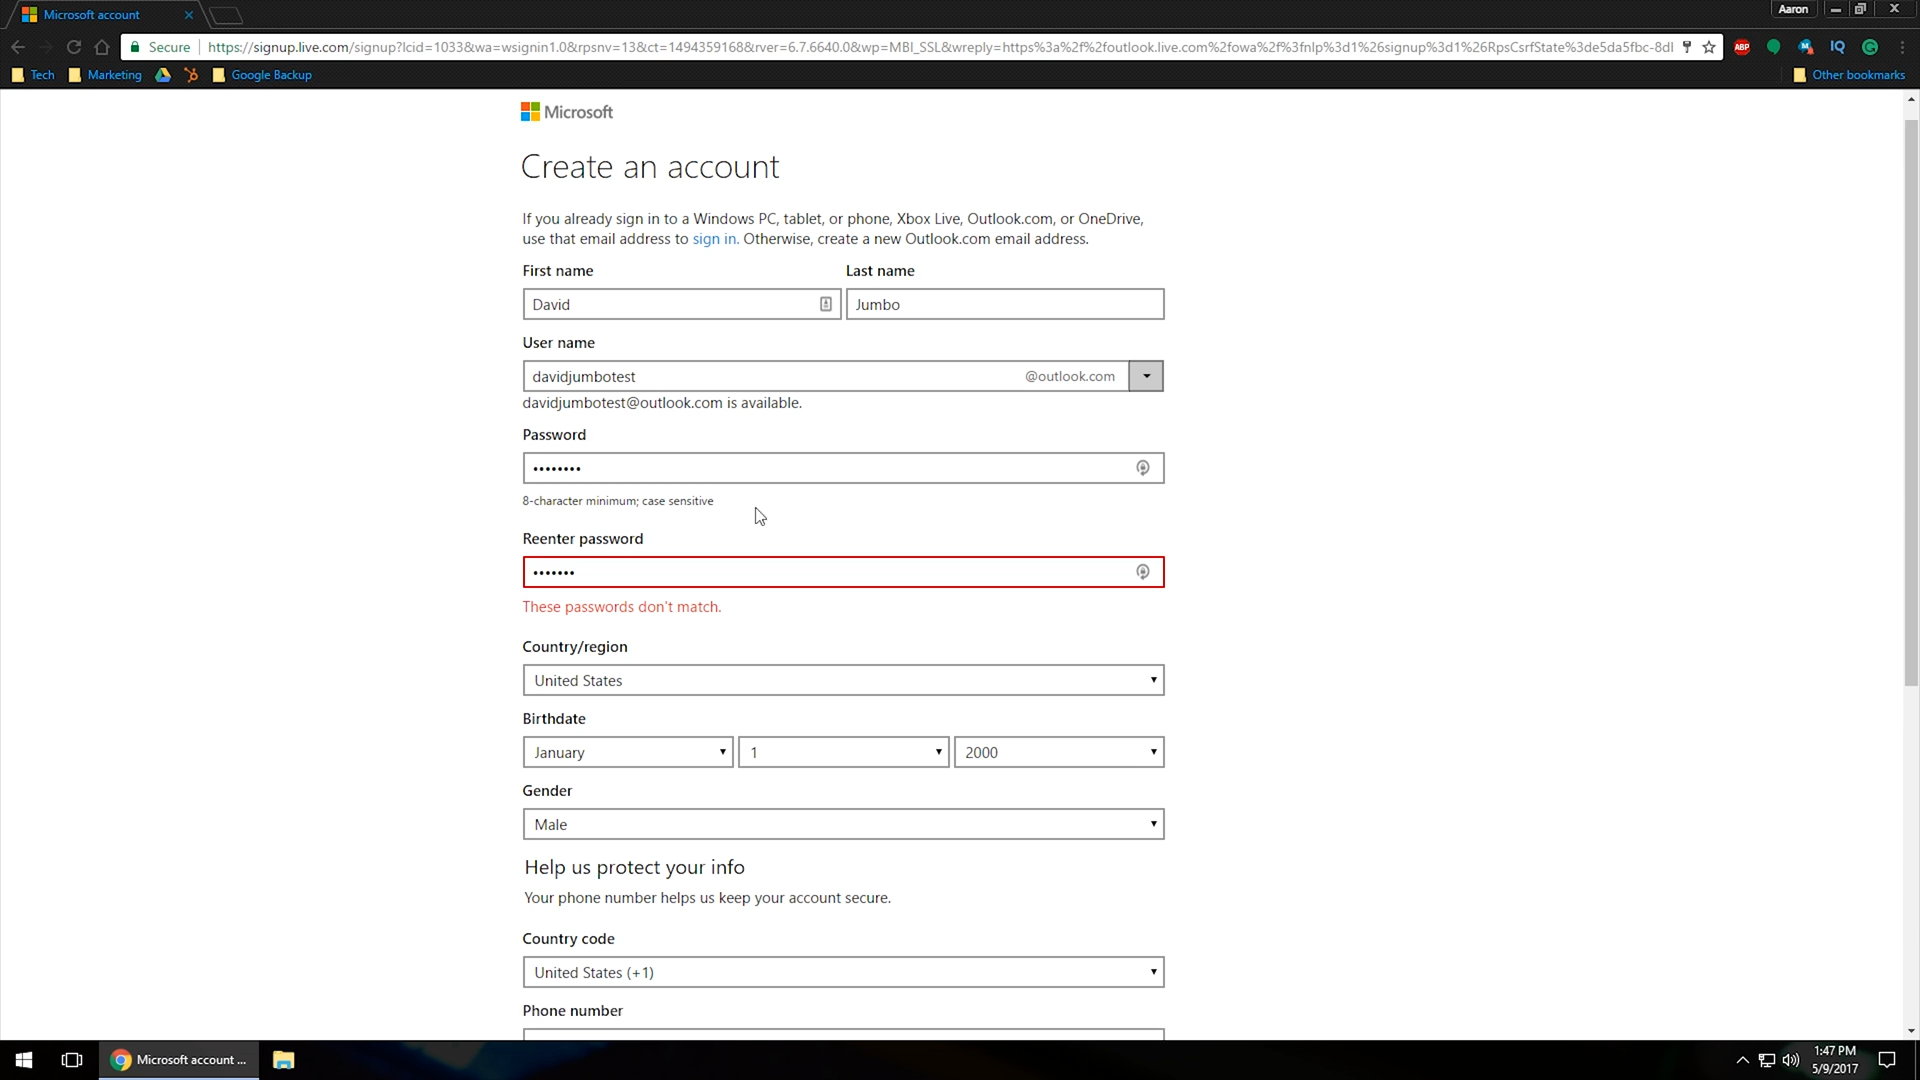 Microsoft account
Aaron
Secure
https://signup.live.com/signup?lcid=1033&wa=wsignin1.0&rpsnv=13&ct=1494359168&rver=6.7.6640.0&wp=MBI_SSL&wreply=https%3a%2f%2foutlook.live.com%2fowa%2f%3fnlp%3d1%26signup%3d1%26RpsCsrfState%3de5da5fbc-8dl
ABP
IQ
Tech
Marketing
Google Backup
Other bookmarks
Microsoft
Create an account
If you already sign in to a Windows PC, tablet, or phone, Xbox Live, Outlook.com, or OneDrive,
use that email address to sign in. Otherwise, create a new Outlook.com email address.
First name
Last name
David
Jumbo
User name
davidjumbotest
@outlook.com
davidjumbotest@outlook.com is available.
Password
••••••••
8-character minimum; case sensitive
Reenter password
•••••••
These passwords don't match.
Country/region
United States
Birthdate
January
1
2000
Gender
Male
Help us protect your info
Your phone number helps us keep your account secure.
Country code
United States (+1)
Phone number
Microsoft account ...
1:47 PM
5/9/2017